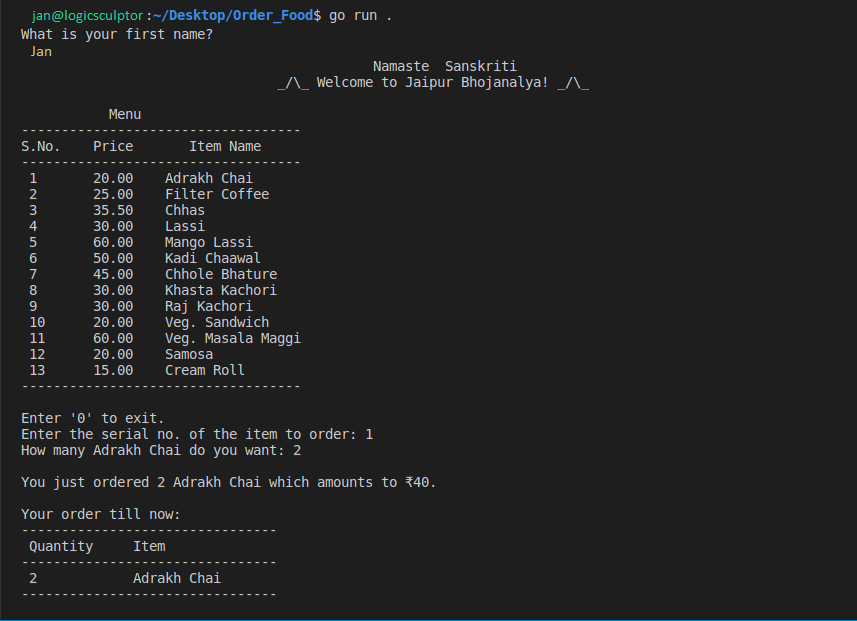 jan@logicsculptor:~/Desktop/Order_Food$ go run .
What is your first name?
Jan
Namaste  Sanskriti
_/\_ Welcome to Jaipur Bhojanalya! _/\_
Menu
-----------------------------------
S.No.    Price       Item Name
-----------------------------------
1       20.00    Adrakh Chai
2       25.00    Filter Coffee
3       35.50    Chhas
4       30.00    Lassi
5       60.00    Mango Lassi
6       50.00    Kadi Chaawal
7       45.00    Chhole Bhature
8       30.00    Khasta Kachori
9       30.00    Raj Kachori
10      20.00    Veg. Sandwich
11      60.00    Veg. Masala Maggi
12      20.00    Samosa
13      15.00    Cream Roll
-----------------------------------
Enter '0' to exit.
Enter the serial no. of the item to order: 1
How many Adrakh Chai do you want: 2
You just ordered 2 Adrakh Chai which amounts to ₹40.
Your order till now:
--------------------------------
Quantity     Item
--------------------------------
2            Adrakh Chai
--------------------------------